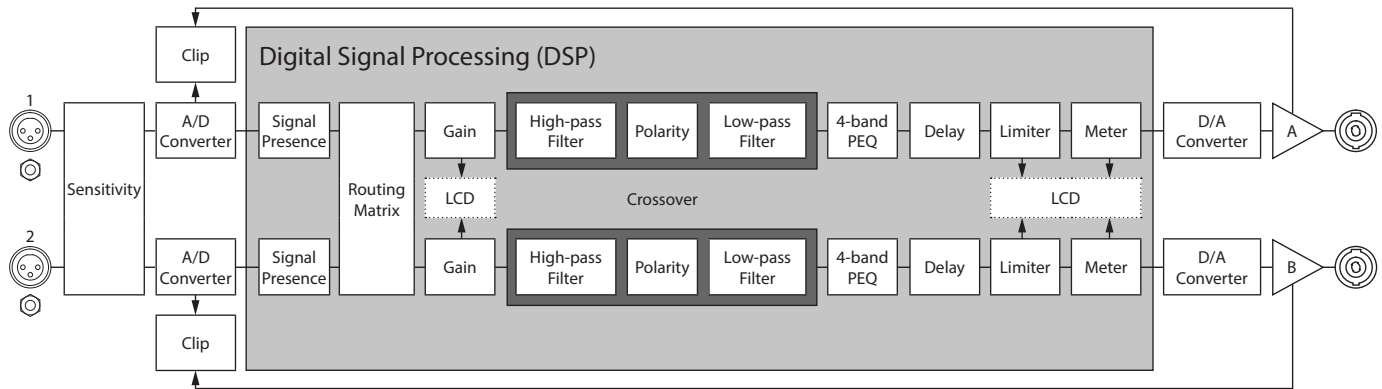 Clip
Digital Signal Processing (DSP)
1
A/D
Converter
Signal
Presence
Gain
High-pass
Filter
Polarity
Low-pass
Filter
4-band
PEQ
Delay
Limiter
Meter
D/A
Converter
A
Sensitivity
Routing
Matrix
LCD
Crossover
LCD
2
A/D
Converter
Signal
Presence
Gain
High-pass
Filter
Polarity
Low-pass
Filter
4-band
PEQ
Delay
Limiter
Meter
D/A
Converter
B
Clip